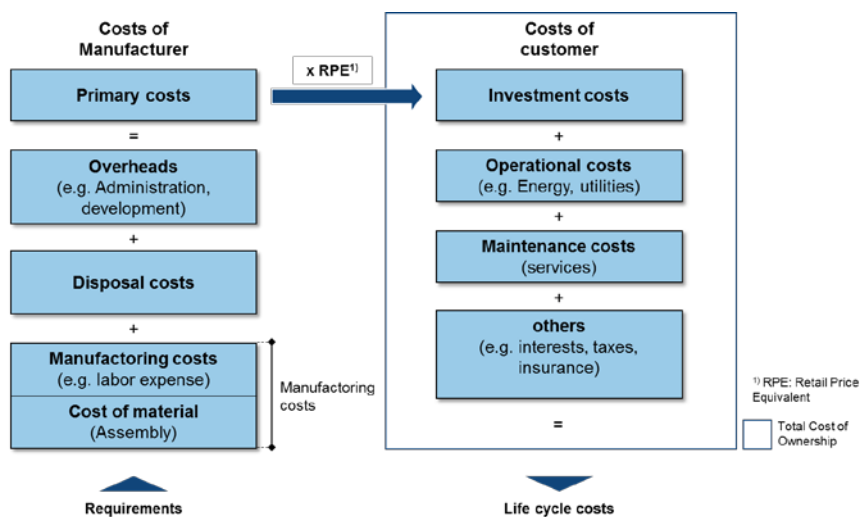 Costs of
Manufacturer
Primary costs
=
Overheads
(e.g. Administration,
development)
+
Disposal costs
+
Manufactoring costs
(e.g. labor expense)
Cost of material
(Assembly)
Manufactoring
costs
Requirements
x RPE¹⁾
Costs of
customer
Investment costs
+
Operational costs
(e.g. Energy, utilities)
+
Maintenance costs
(services)
+
others
(e.g. interests, taxes,
insurance)
=
Life cycle costs
¹⁾ RPE: Retail Price
Equivalent
Total Cost of
Ownership